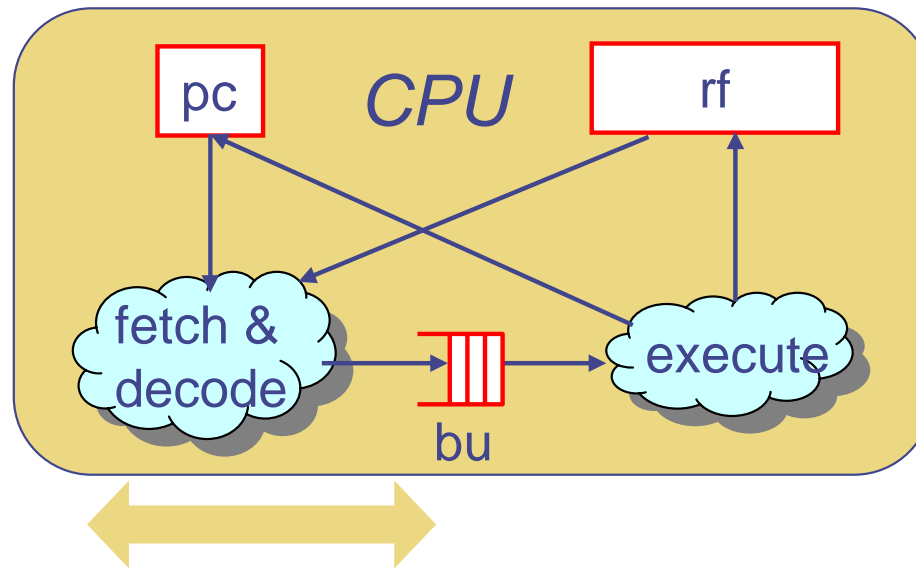 pc
CPU
rf
fetch &
decode
execute
bu